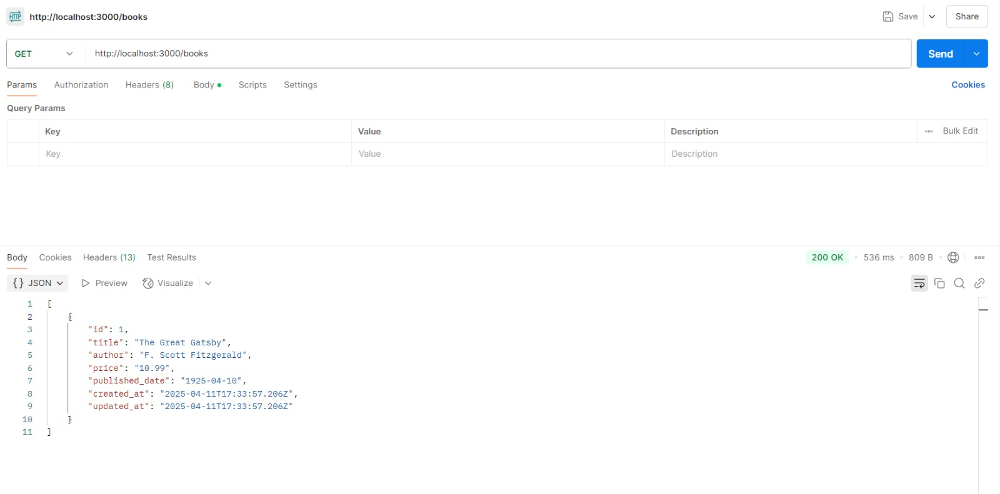 HTTP http://localhost:3000/books Save Share
GET http://localhost:3000/books Send
Params Authorization Headers (8) Body Scripts Settings Cookies
Query Params
Key Value Description Bulk Edit
Key Value Description
Body Cookies Headers (13) Test Results 200 OK 536 ms 809 B
{} JSON Preview Visualize
1 [
2 {
3 "id": 1,
4 "title": "The Great Gatsby",
5 "author": "F. Scott Fitzgerald",
6 "price": "10.99",
7 "published_date": "1925-04-10",
8 "created_at": "2025-04-11T17:33:57.206Z",
9 "updated_at": "2025-04-11T17:33:57.206Z"
10 }
11 ]